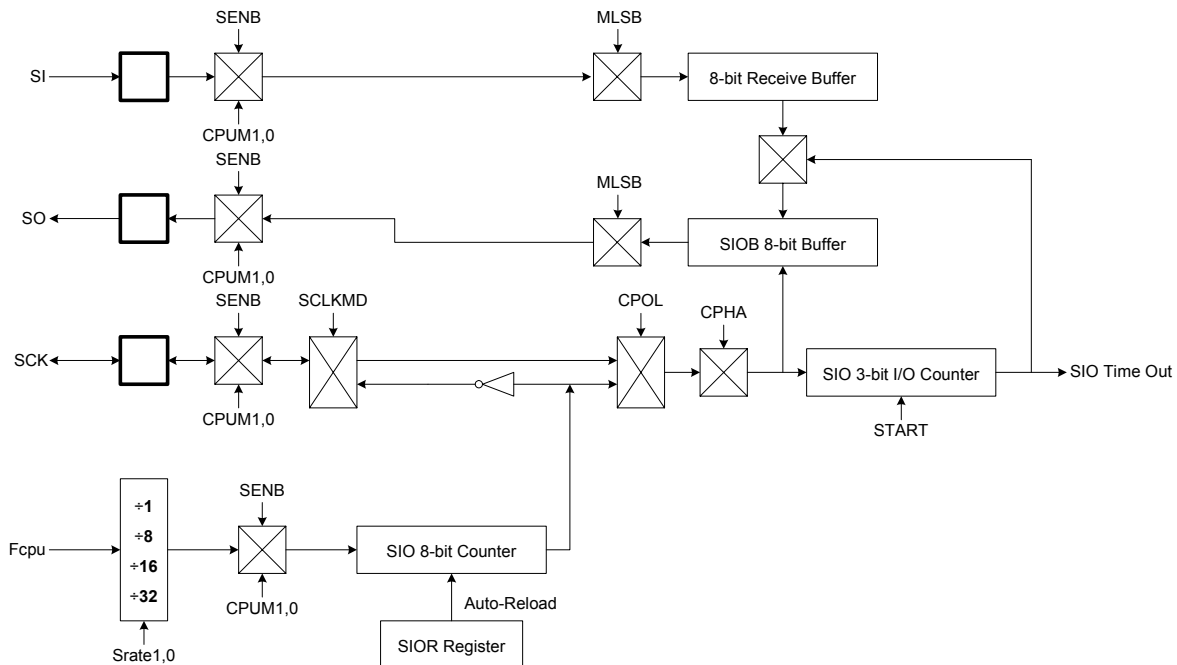 SENB
MLSB
SI
8-bit Receive Buffer
CPUM1,0
SENB
MLSB
SO
SIOB 8-bit Buffer
CPUM1,0
SENB
SCLKMD
CPOL
CPHA
SCK
SIO 3-bit I/O Counter
SIO Time Out
CPUM1,0
START
÷1
÷8
÷16
÷32
SENB
Fcpu
SIO 8-bit Counter
CPUM1,0
Auto-Reload
Srate1,0
SIOR Register